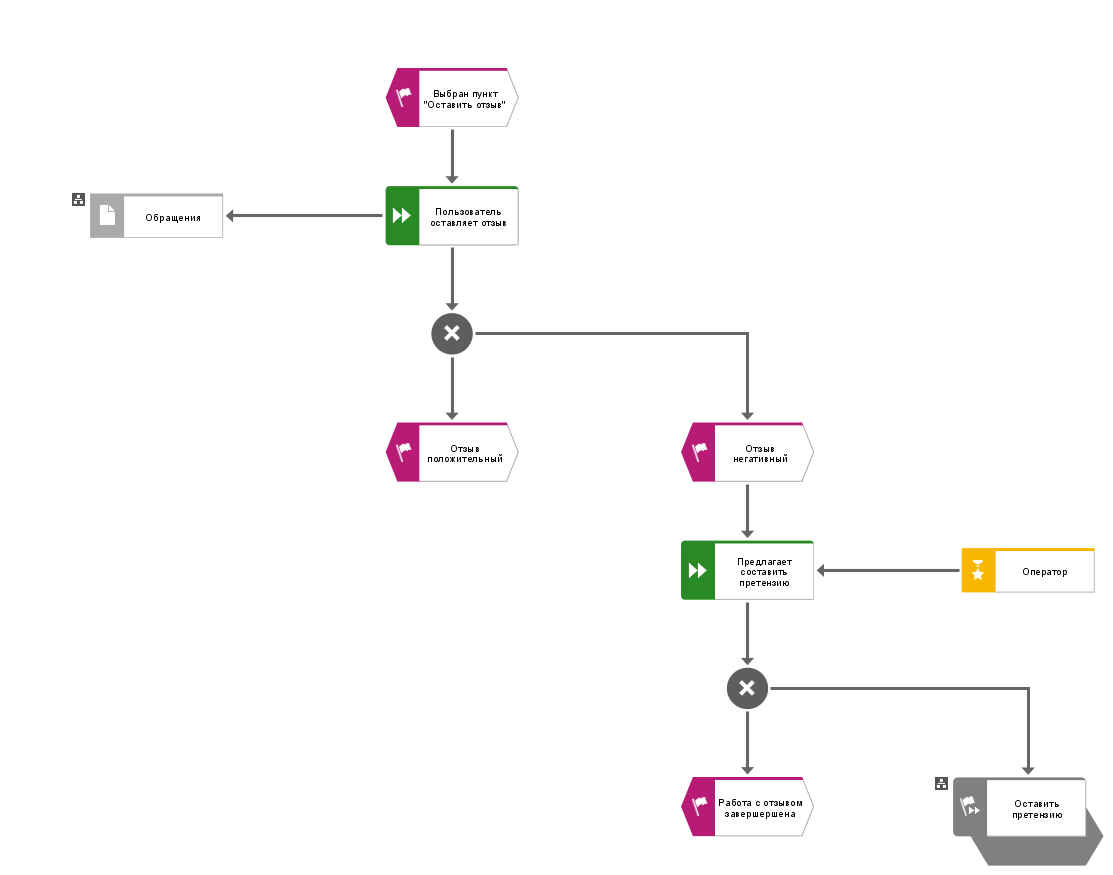 Выбран пункт
"Оставить отзыв"
Обращения
Пользователь
оставляет отзыв
Отзыв
положительный
Отзыв
негативный
Предлагает
составить
претензию
Оператор
Работа с отзывом
завершершена
Оставить
претензию